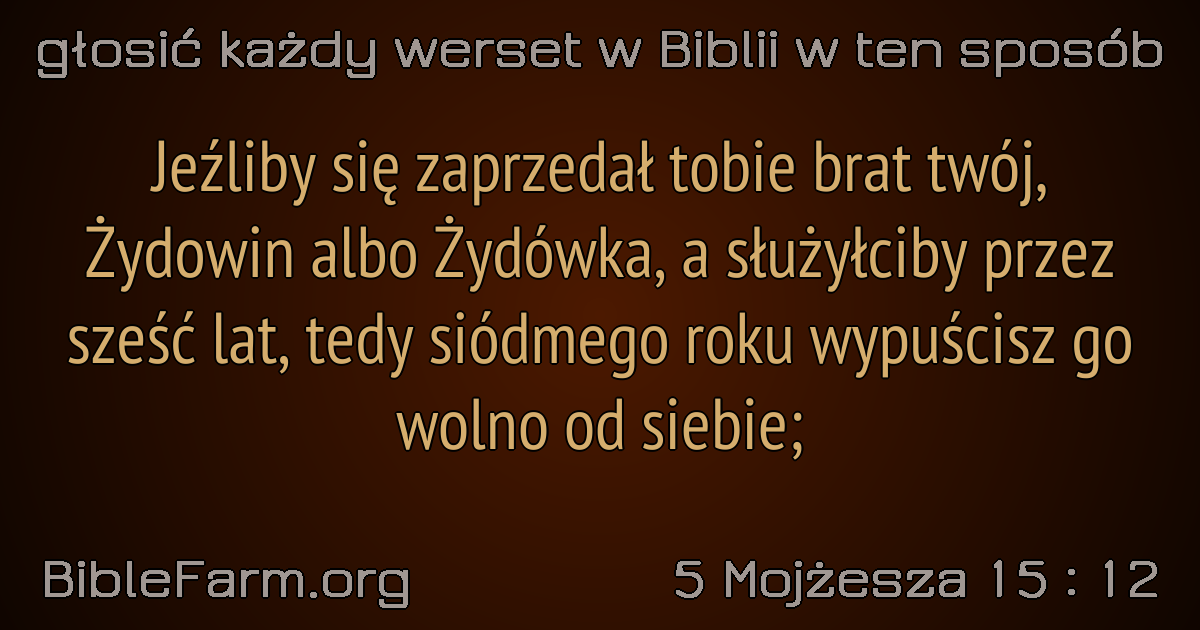 głosić każdy werset w Biblii w ten sposób
Jeźliby się zaprzedał tobie brat twój,
Żydowin albo Żydówka, a służyłciby przez
sześć lat, tedy siódmego roku wypuścisz go
wolno od siebie;
BibleFarm.org
5 Mojżesza 15 : 12